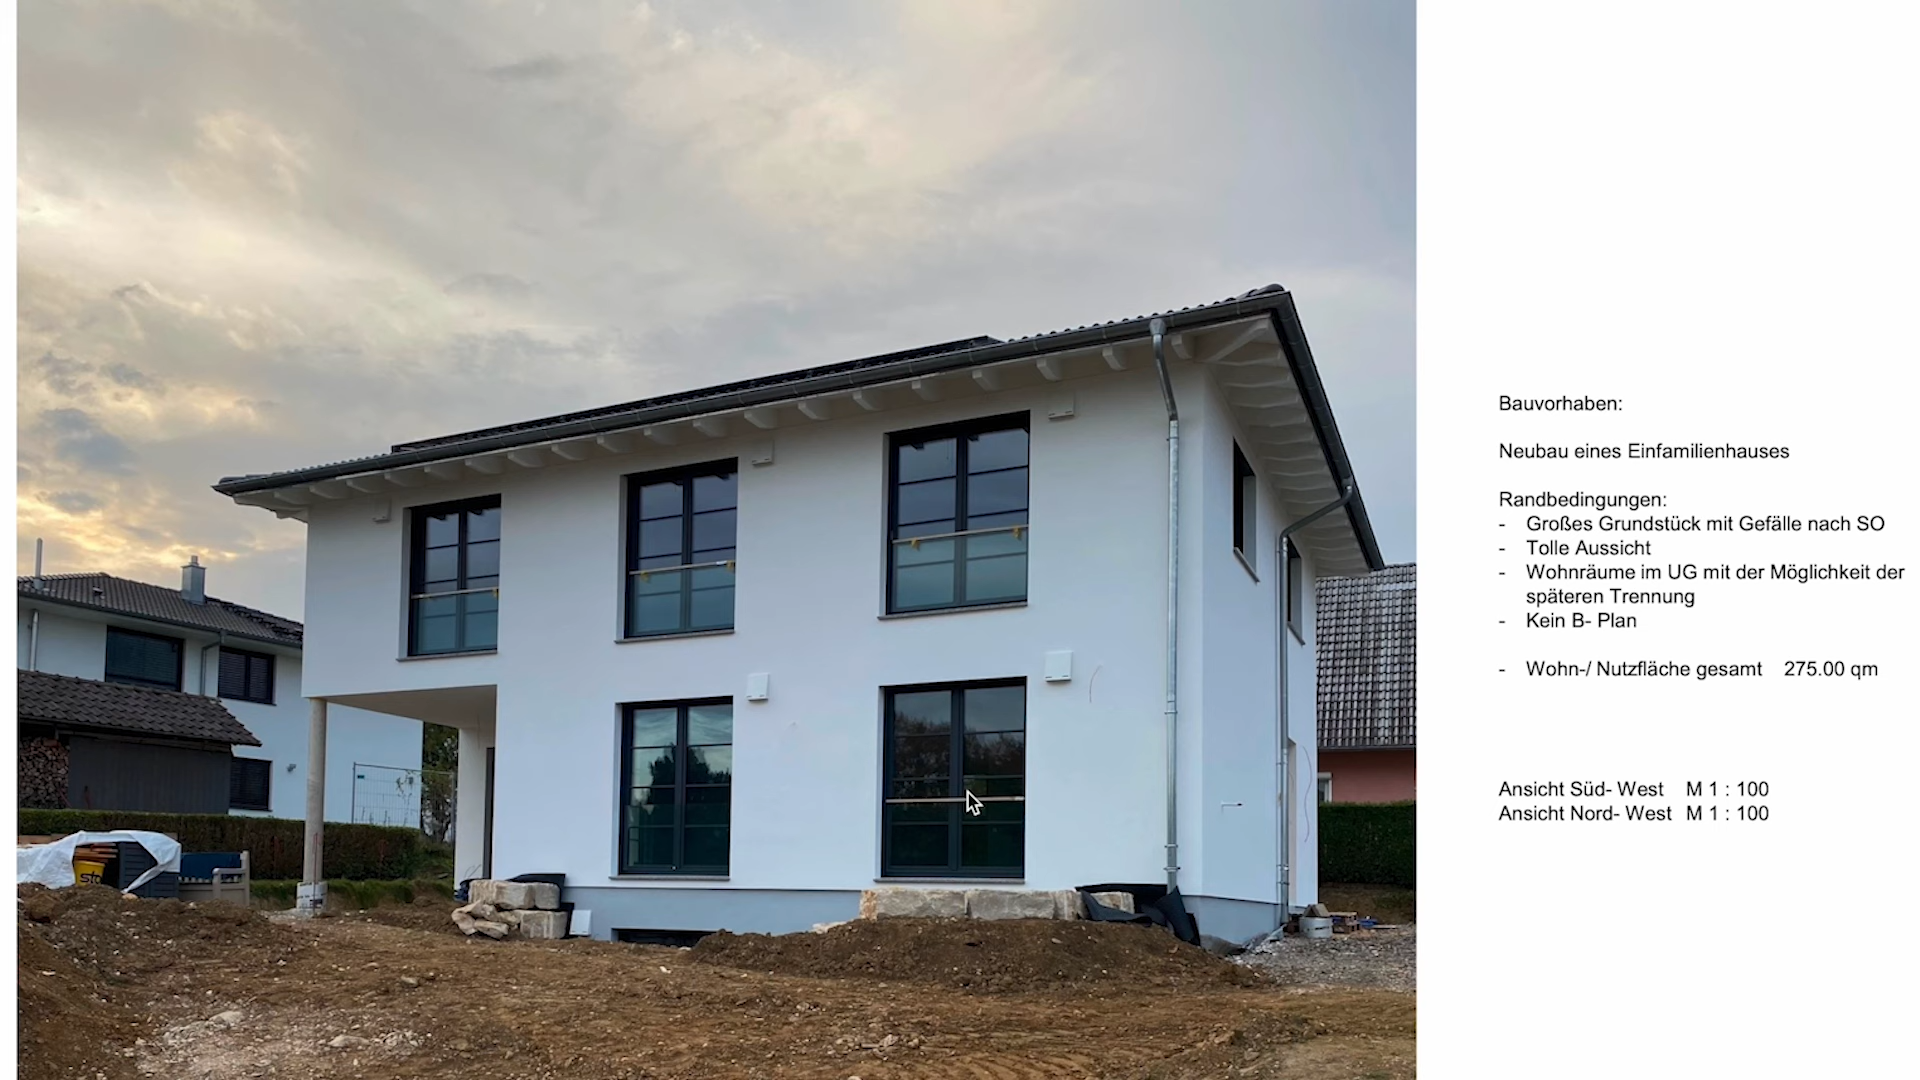 Bauvorhaben:
Neubau eines Einfamilienhauses
Randbedingungen:
- Großes Grundstück mit Gefälle nach SO
- Tolle Aussicht
- Wohnräume im UG mit der Möglichkeit der
späteren Trennung
- Kein B- Plan
- Wohn-/ Nutzfläche gesamt 275.00 qm
Ansicht Süd- West M 1 : 100
Ansicht Nord- West M 1 : 100
sto